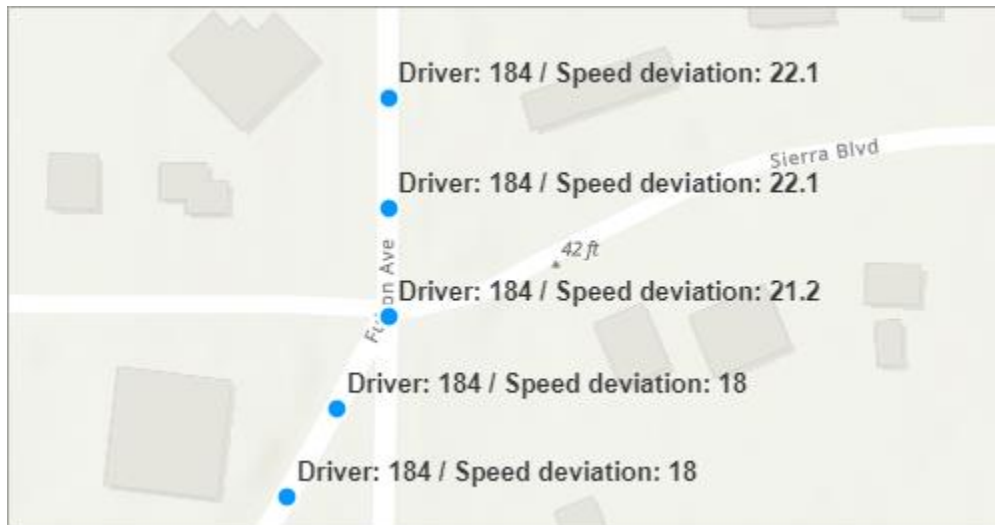 Driver: 184 / Speed deviation: 22.1
Sierra Blvd
Driver: 184 / Speed deviation: 22.1
42 ft
Driver: 184 / Speed deviation: 21.2
Ave
Driver: 184 / Speed deviation: 18
Driver: 184 / Speed deviation: 18